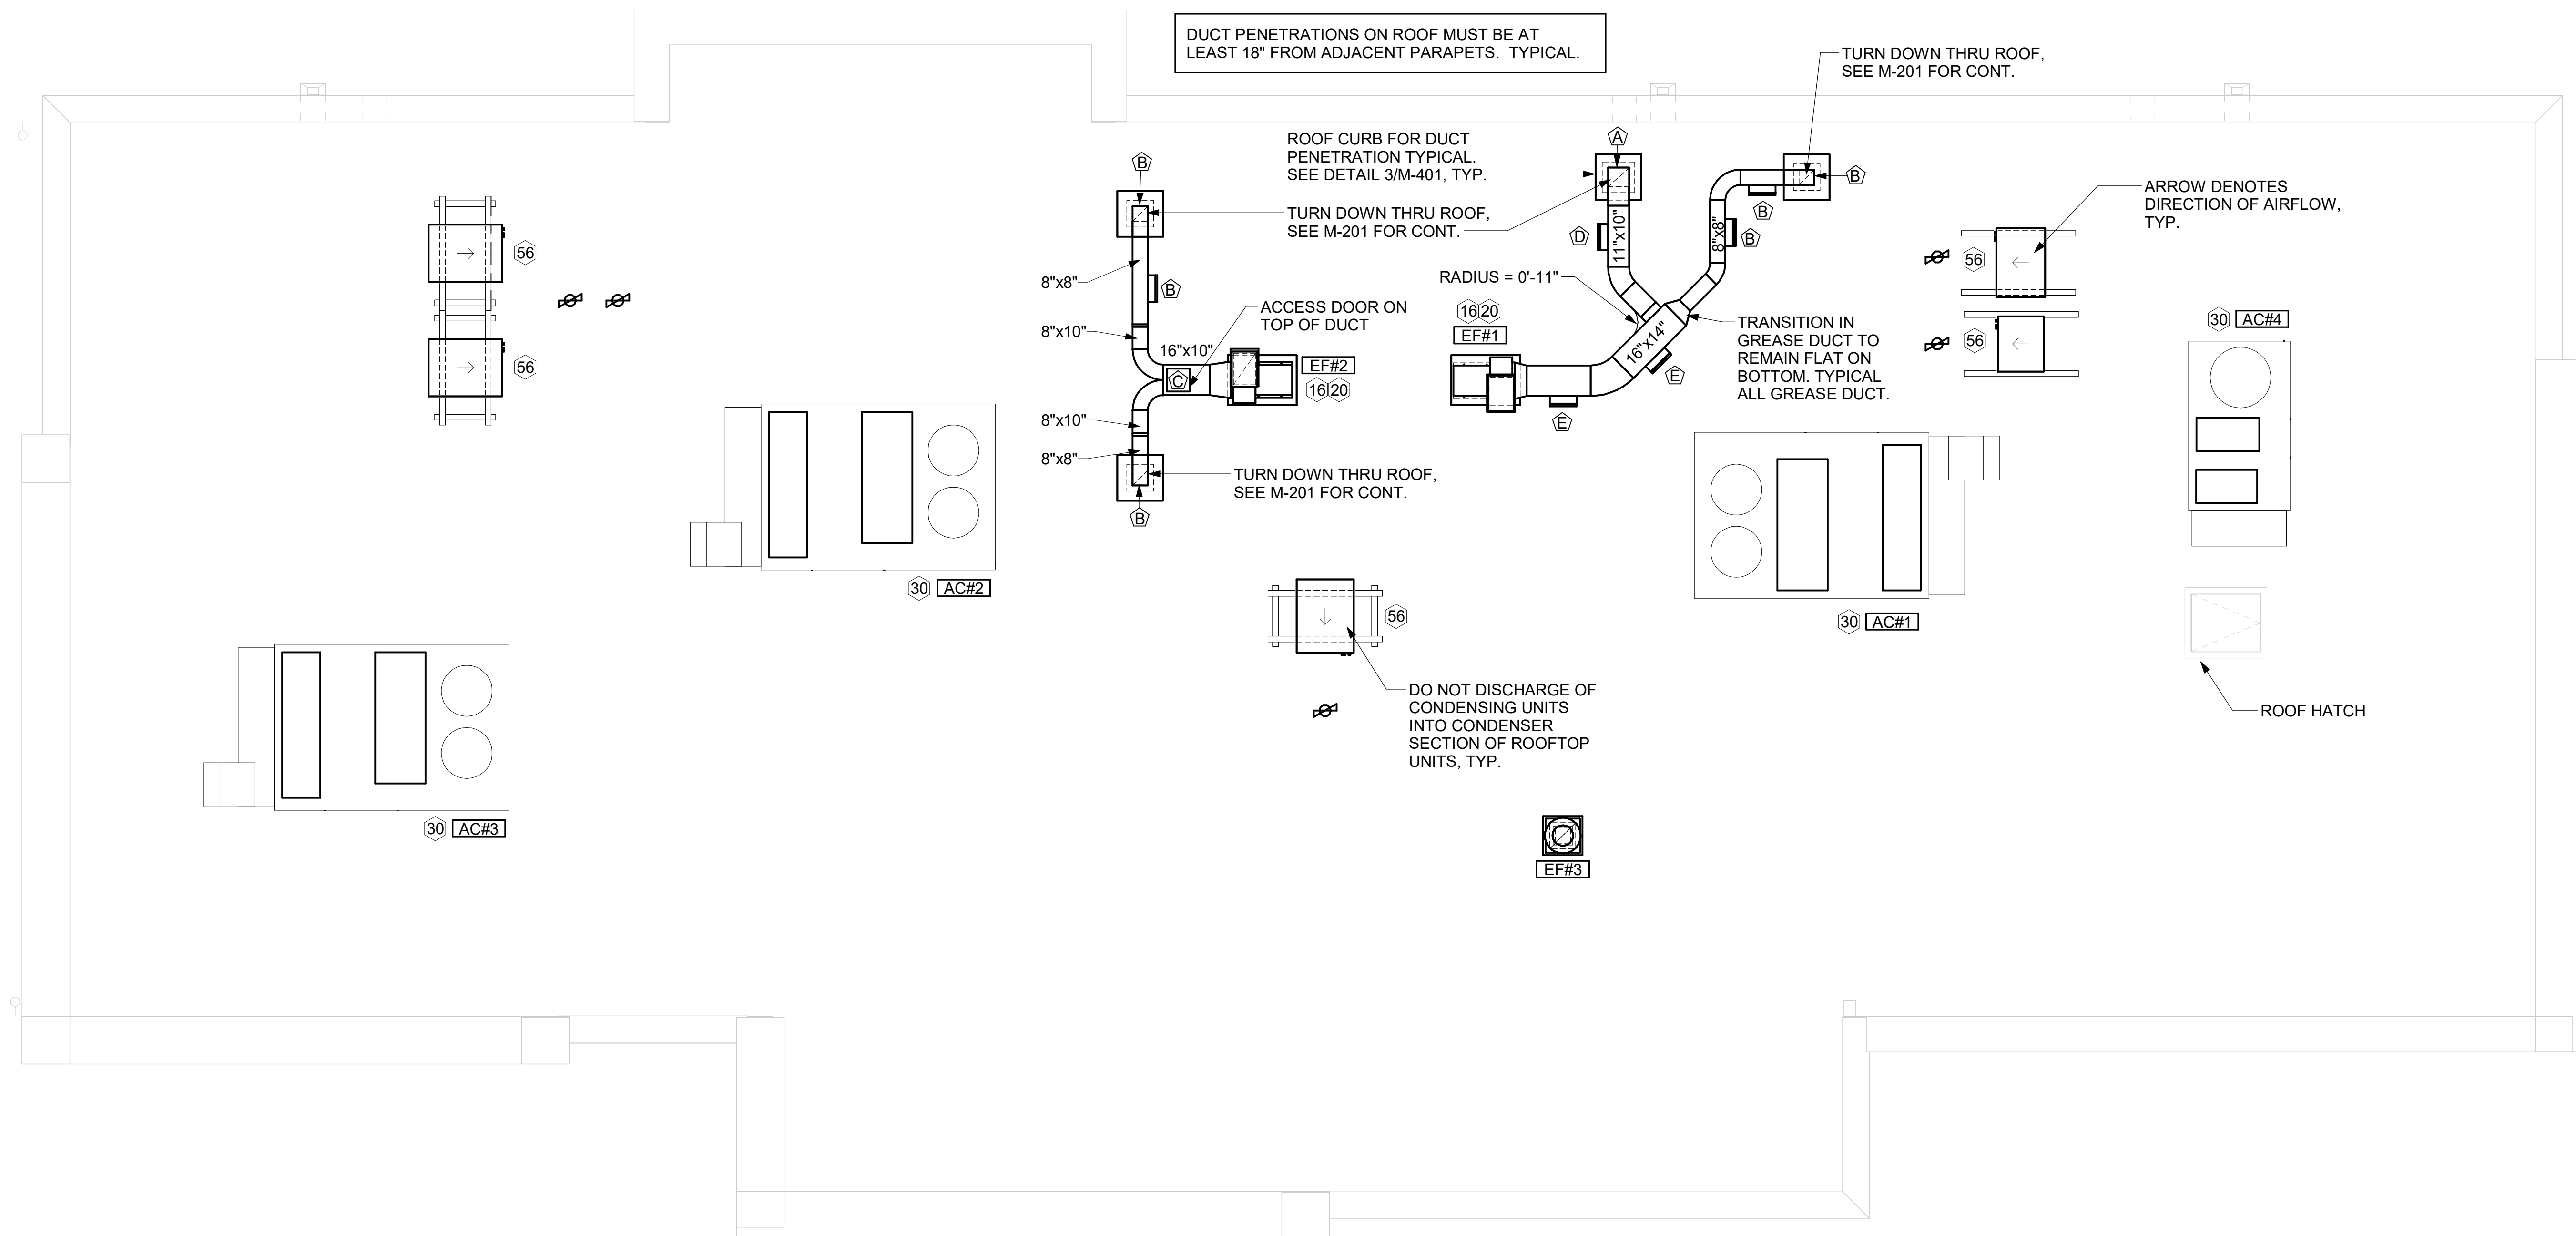 DUCT PENETRATIONS ON ROOF MUST BE AT
LEAST 18" FROM ADJACENT PARAPETS. TYPICAL.
TURN DOWN THRU ROOF,
SEE M-201 FOR CONT.
ROOF CURB FOR DUCT
PENETRATION TYPICAL.
SEE DETAIL 3/M-401, TYP.
A
B
B
B
ARROW DENOTES
DIRECTION OF AIRFLOW,
TYP.
TURN DOWN THRU ROOF,
SEE M-201 FOR CONT.
D
11"x10"
8"x8"
B
56
56
8"x8"
B
RADIUS = 0'-11"
ACCESS DOOR ON
TOP OF DUCT
16 20
EF#1
8"x10"
16"x10"
C
EF#2
16 20
16"x14"
E
E
TRANSITION IN
GREASE DUCT TO
REMAIN FLAT ON
BOTTOM. TYPICAL
ALL GREASE DUCT.
30 AC#4
56
56
8"x10"
8"x8"
TURN DOWN THRU ROOF,
SEE M-201 FOR CONT.
B
30 AC#2
56
30 AC#1
DO NOT DISCHARGE OF
CONDENSING UNITS
INTO CONDENSER
SECTION OF ROOFTOP
UNITS, TYP.
ROOF HATCH
30 AC#3
EF#3